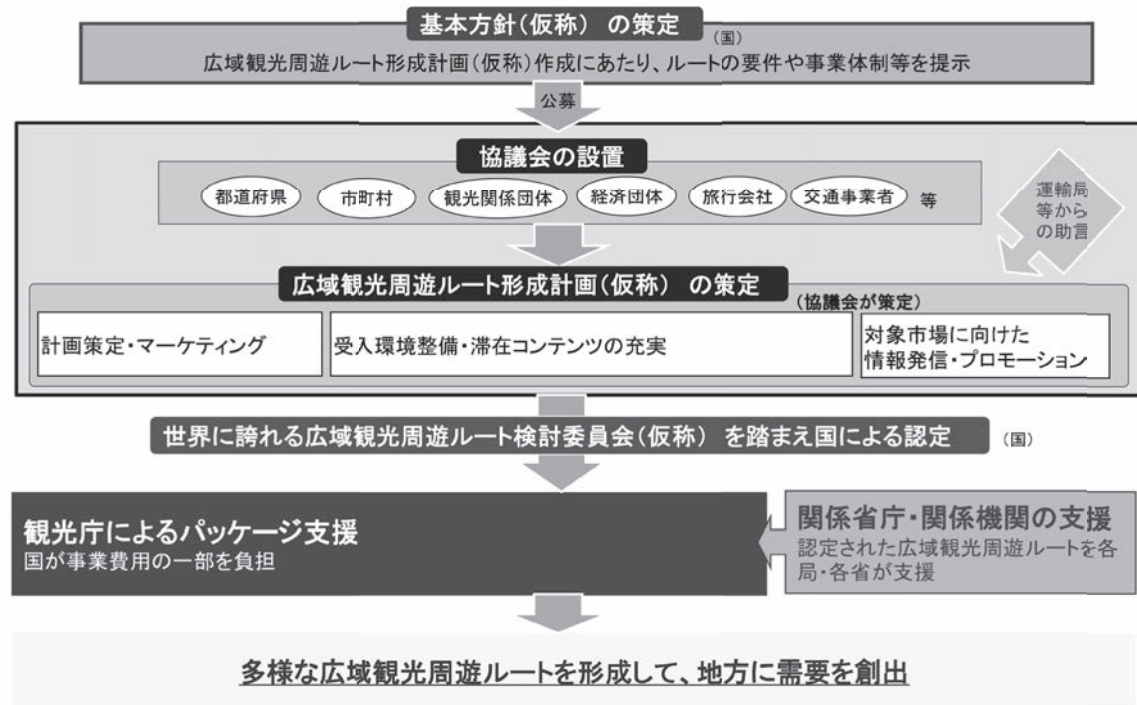 基本方針(仮称) の策定
(国)
広域観光周遊ルート形成計画(仮称)作成にあたり、ルートの要件や事業体制等を提示
公募
協議会の設置
都道府県 市町村 観光関係団体 経済団体 旅行会社 交通事業者 等
運輸局
等から
の助言
広域観光周遊ルート形成計画(仮称) の策定
(協議会が策定)
計画策定・マーケティング
受入環境整備・滞在コンテンツの充実
対象市場に向けた
情報発信・プロモーション
世界に誇れる広域観光周遊ルート検討委員会(仮称) を踏まえ国による認定
(国)
観光庁によるパッケージ支援
国が事業費用の一部を負担
関係省庁・関係機関の支援
認定された広域観光周遊ルートを各
局・各省が支援
多様な広域観光周遊ルートを形成して、地方に需要を創出